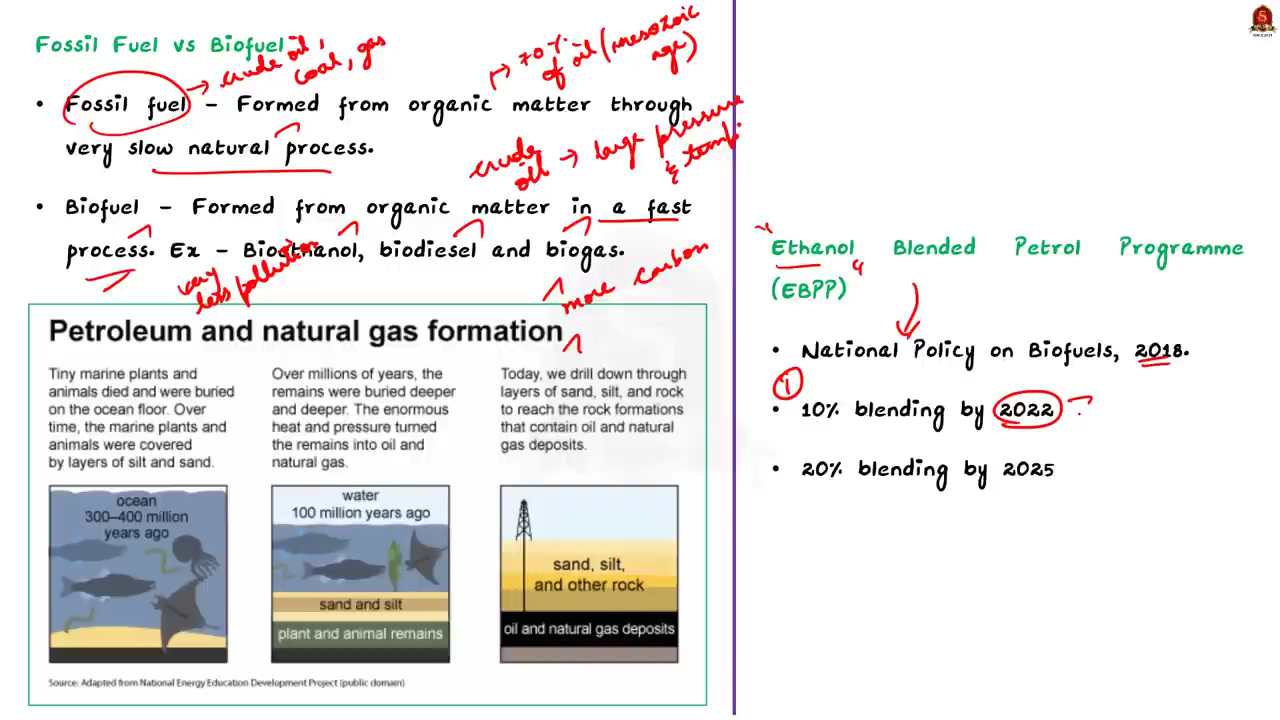 Fossil Fuel vs Biofuel
→ crude oil,
coal, gas
→ 70%
of oil (mesozoic
age)
• Fossil fuel – Formed from organic matter through
very slow natural process.
crude
oil → large pressure
& temp.
• Biofuel – Formed from organic matter in a fast
process. Ex – Bioethanol, biodiesel and biogas.
very
less pollution
more carbon
Petroleum and natural gas formation
Tiny marine plants and
animals died and were buried
on the ocean floor. Over
time, the marine plants and
animals were covered
by layers of silt and sand.
Over millions of years, the
remains were buried deeper
and deeper. The enormous
heat and pressure turned
the remains into oil and
natural gas.
Today, we drill down through
layers of sand, silt, and rock
to reach the rock formations
that contain oil and natural
gas deposits.
ocean
300–400 million
years ago
water
100 million years ago
sand and silt
plant and animal remains
sand, silt,
and other rock
oil and natural gas deposits
Source: Adapted from National Energy Education Development Project (public domain)
Ethanol Blended Petrol Programme
(EBPP)
• National Policy on Biofuels, 2018.
①
• 10% blending by 2022 ?
• 20% blending by 2025